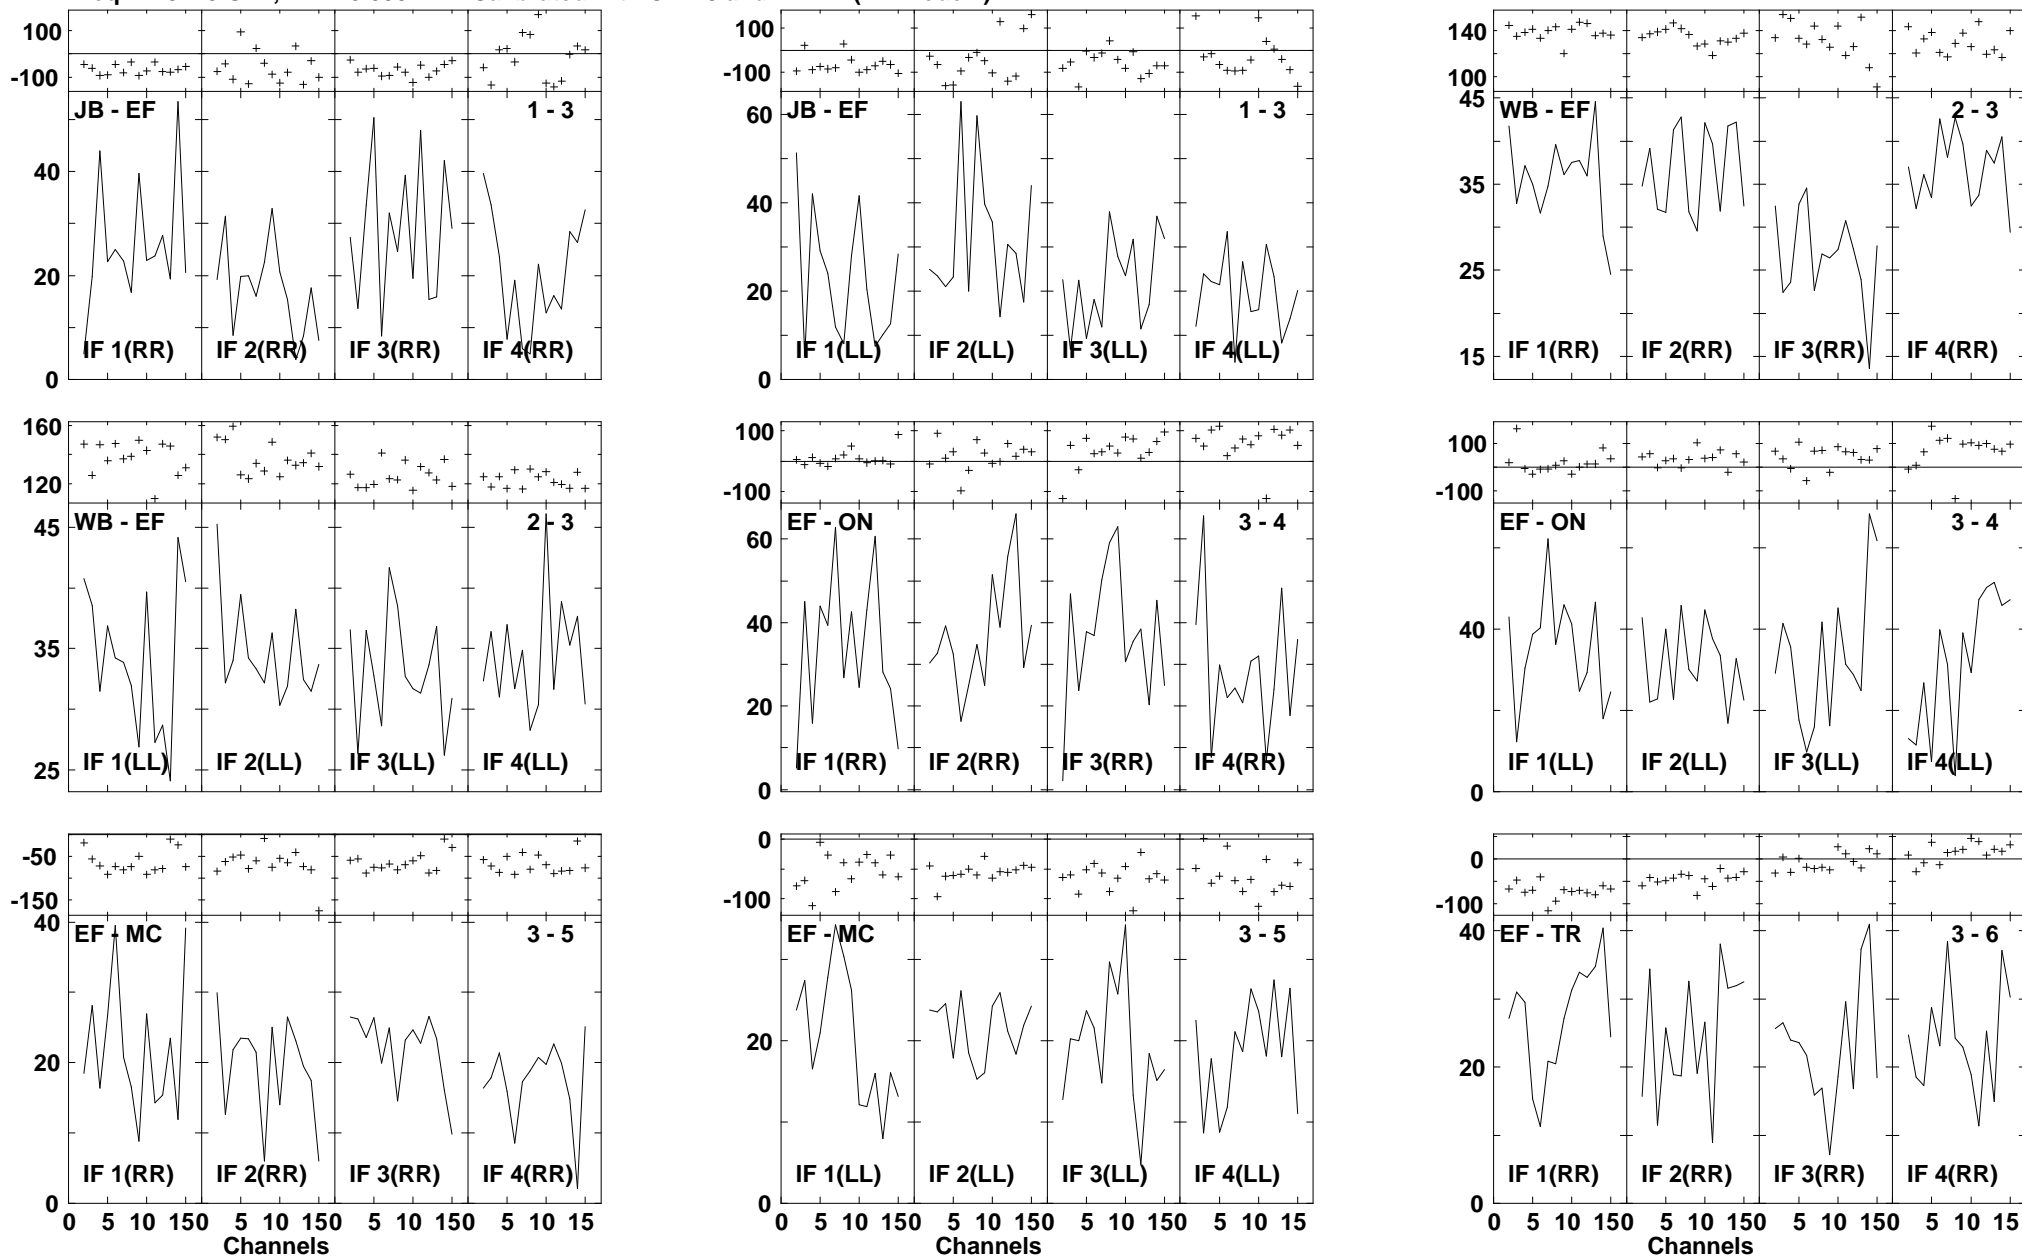 100 100 140
-100 -100 100
JB - EF 1 - 3 JB - EF 1 - 3 45 WB - EF 2 - 3
60
40 40 35
20 20 25
IF 1(RR) IF 2(RR) IF 3(RR) IF 4(RR) IF 1(LL) IF 2(LL) IF 3(LL) IF 4(LL) 15 IF 1(RR) IF 2(RR) IF 3(RR) IF 4(RR)
0 0
160 100 100
120 -100 -100
WB - EF 2 - 3 EF - ON 3 - 4 EF - ON 3 - 4
45 60
35 40 40
20
25 IF 1(LL) IF 2(LL) IF 3(LL) IF 4(LL) IF 1(RR) IF 2(RR) IF 3(RR) IF 4(RR) IF 1(LL) IF 2(LL) IF 3(LL) IF 4(LL)
0 0
-50 0 0
-150 -100 -100
40 EF - MC 3 - 5 EF - MC 3 - 5 40 EF - TR 3 - 6
20 20 20
IF 1(RR) IF 2(RR) IF 3(RR) IF 4(RR) IF 1(LL) IF 2(LL) IF 3(LL) IF 4(LL) IF 1(RR) IF 2(RR) IF 3(RR) IF 4(RR)
0 0 0
0 5 10 150 5 10 150 5 10 150 5 10 15 0 5 10 150 5 10 150 5 10 150 5 10 15 0 5 10 150 5 10 150 5 10 150 5 10 15
Channels Channels Channels